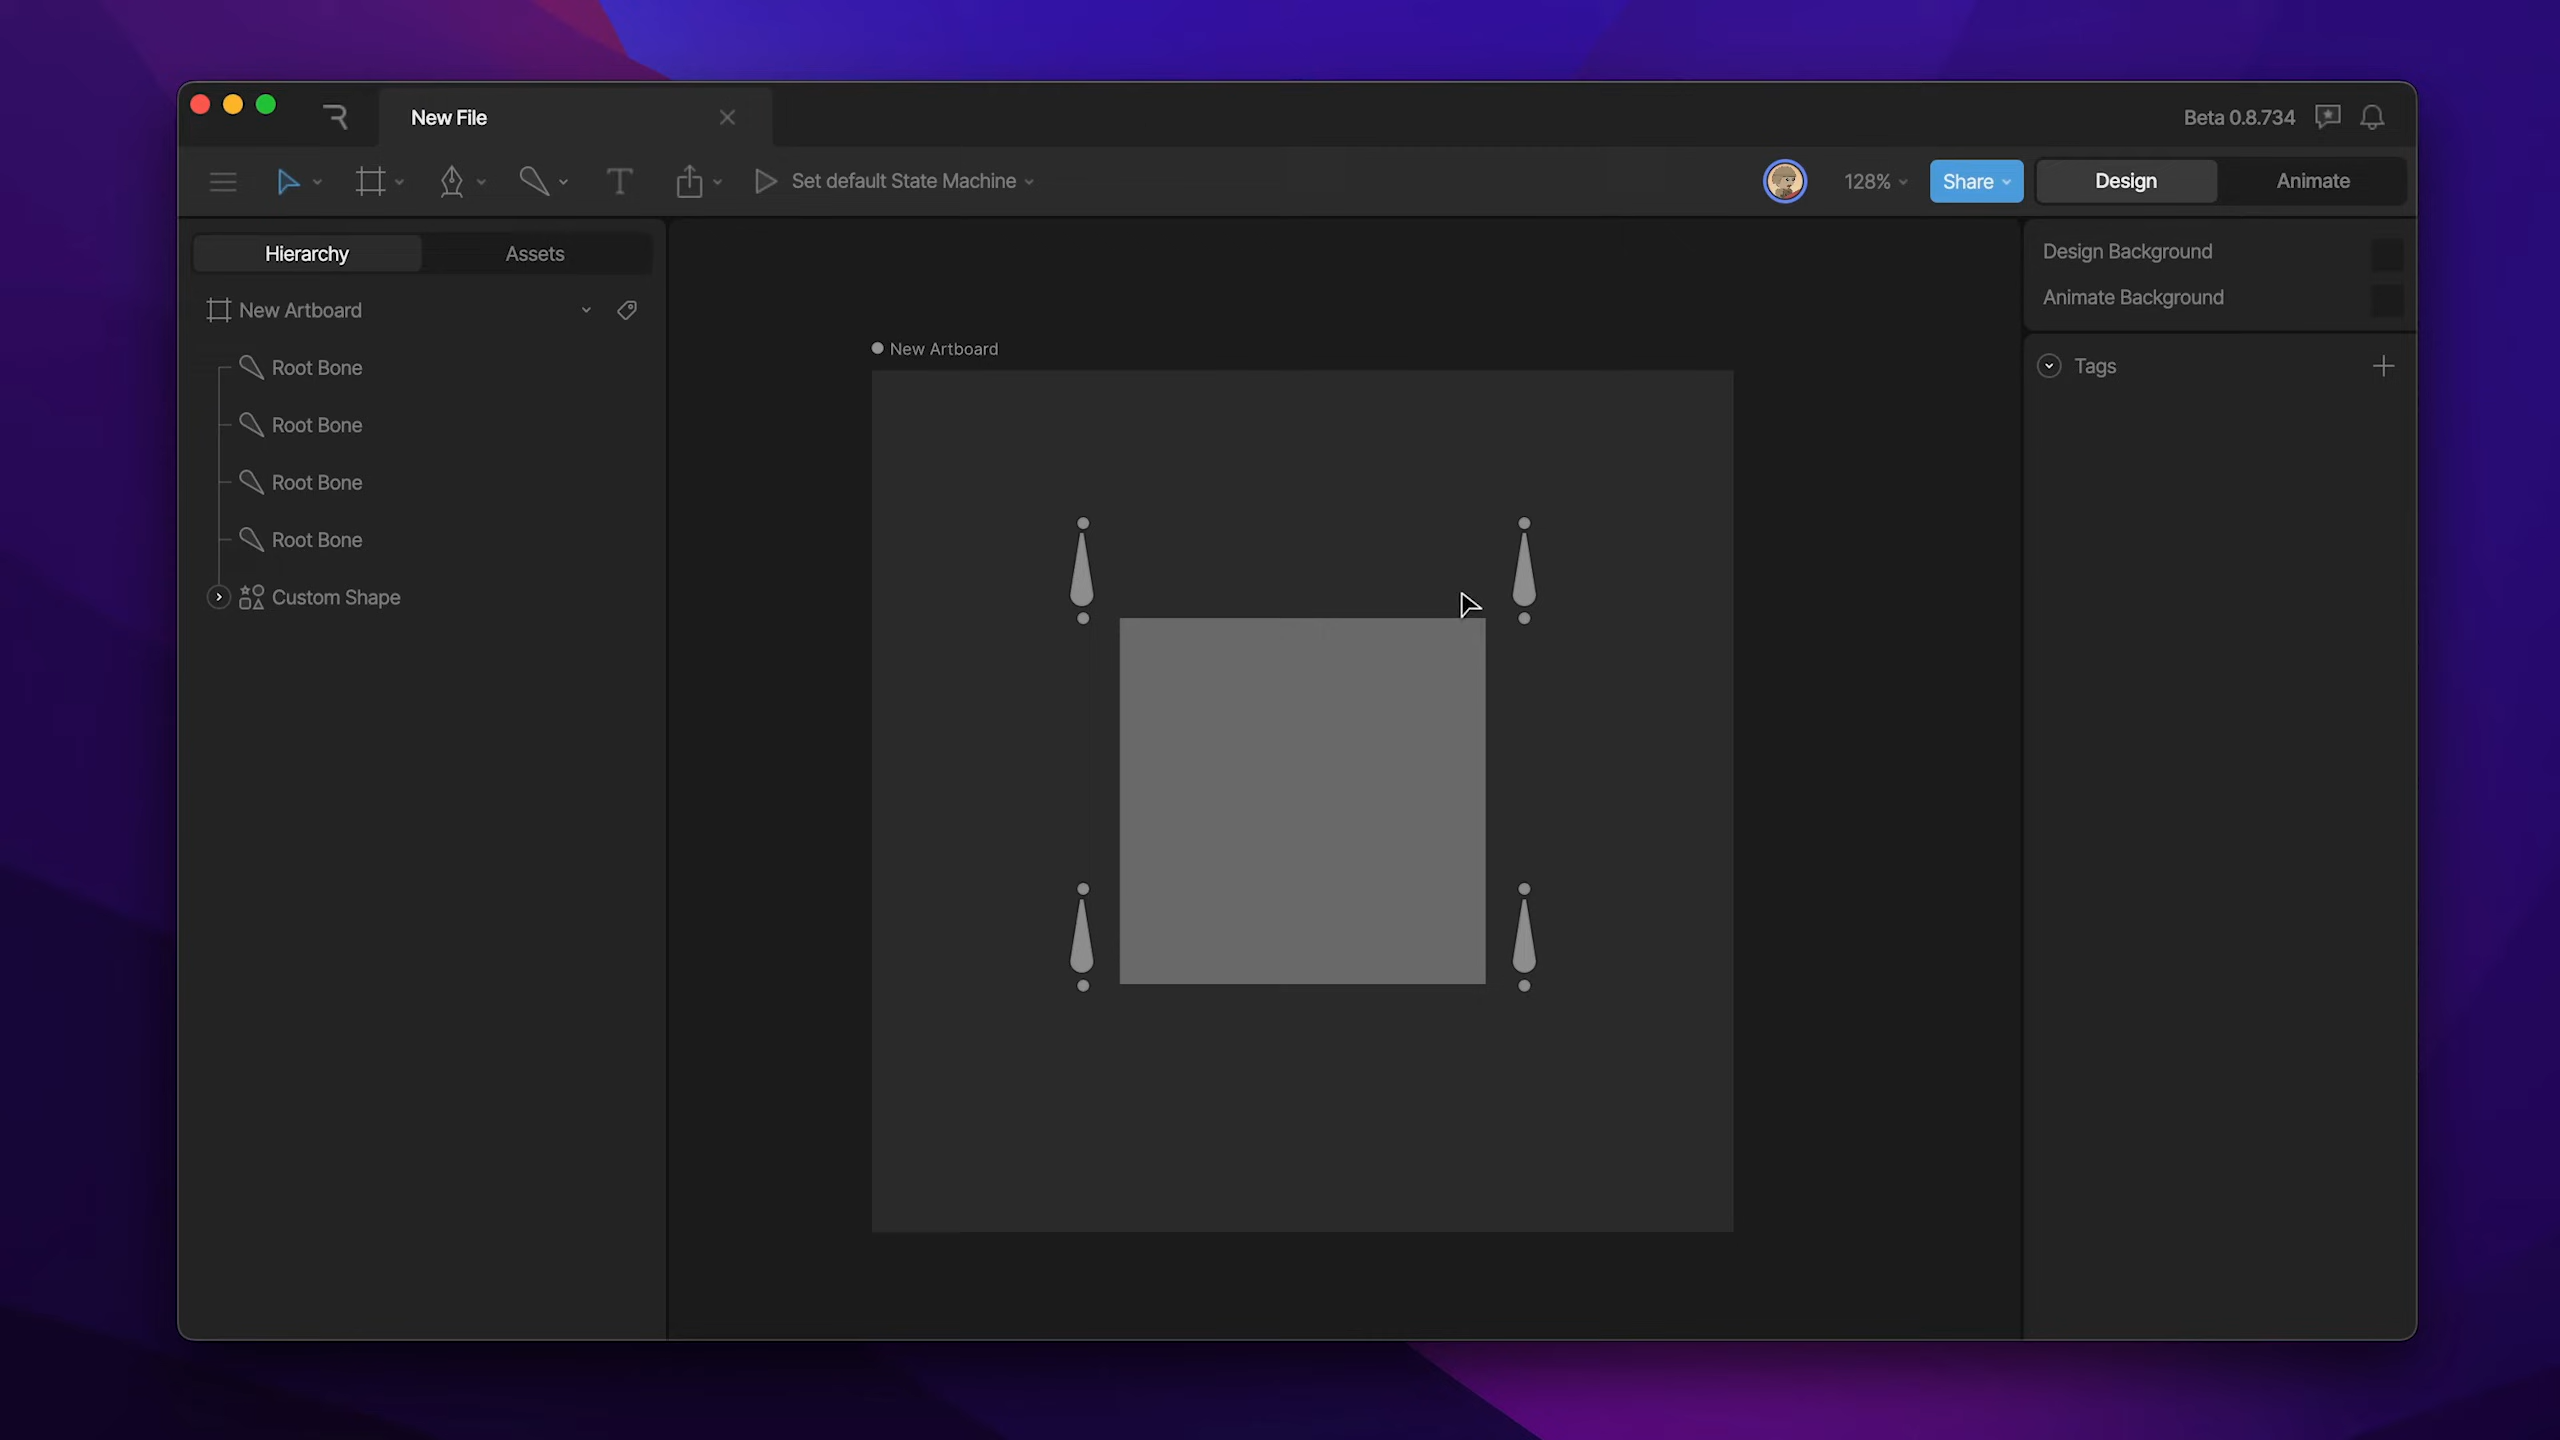 New File
Beta 0.8.734
Set default State Machine
128%
Share
Design
Animate
Hierarchy
Assets
New Artboard
Root Bone
Root Bone
Root Bone
Root Bone
Custom Shape
New Artboard
Design Background
Animate Background
Tags